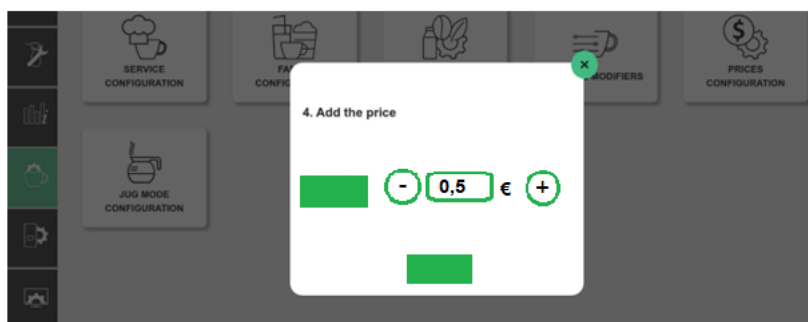 SERVICE
CONFIGURATION
MODIFIERS
PRICES
CONFIGURATION
4. Add the price
- 0,5 € +
JUG MODE
CONFIGURATION